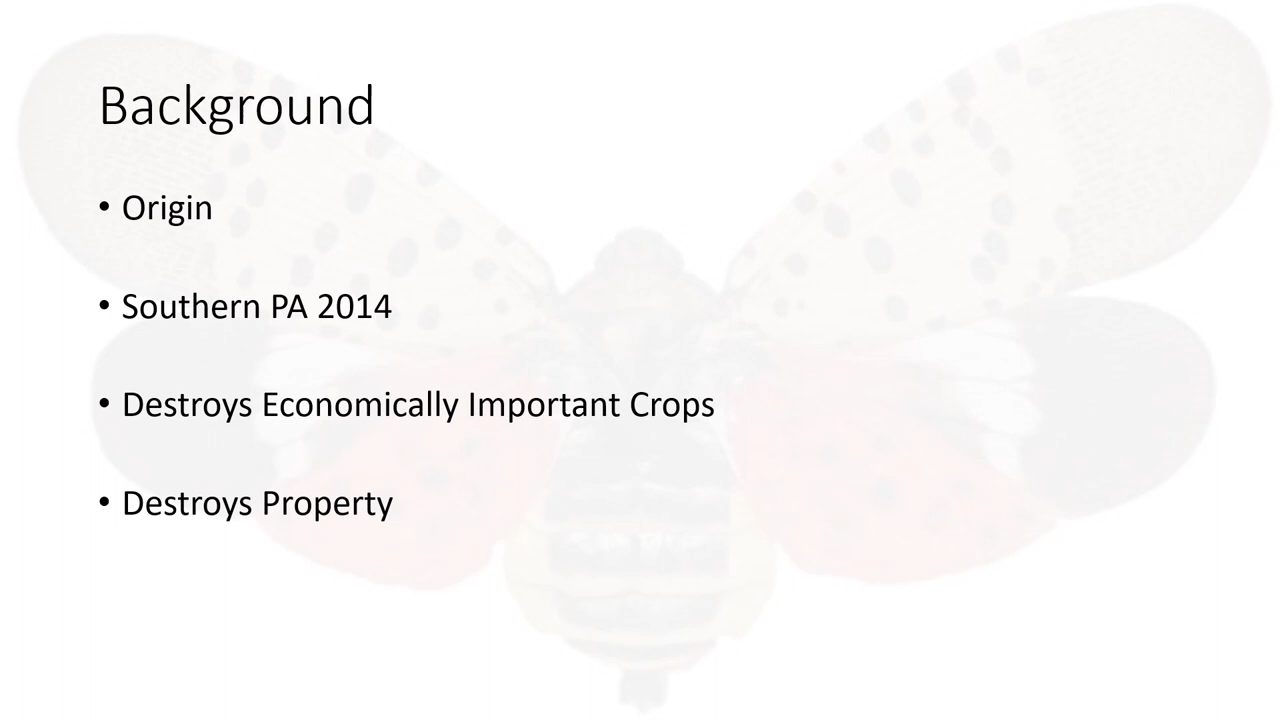 Background
• Origin
• Southern PA 2014
• Destroys Economically Important Crops
• Destroys Property